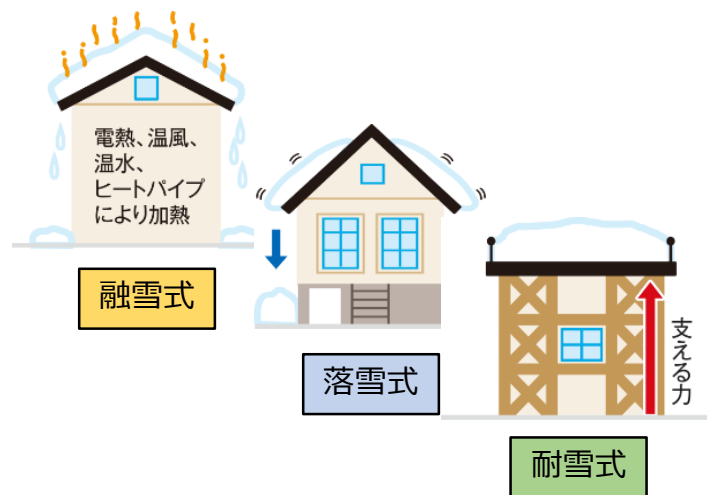 電熱、温風、
温水、
ヒートパイプ
により加熱
融雪式
落雪式
支える力
耐雪式